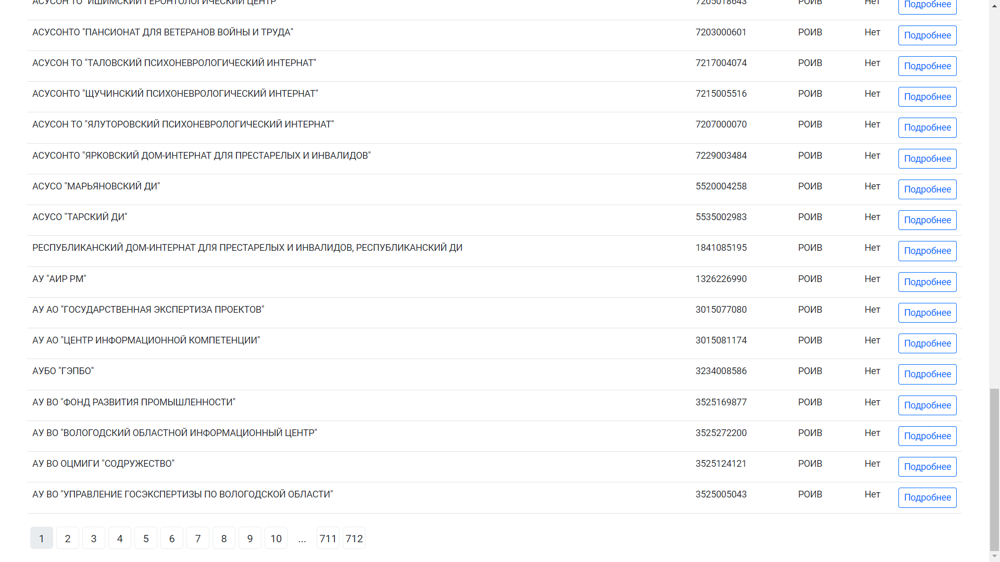 АСУСОН ТО "ИШИМСКИЙ ГЕРОНТОЛОГИЧЕСКИЙ ЦЕНТР" 7205018643 РОИВ Нет Подробнее
АСУСОНТО "ПАНСИОНАТ ДЛЯ ВЕТЕРАНОВ ВОЙНЫ И ТРУДА" 7203000601 РОИВ Нет Подробнее
АСУСОН ТО "ТАЛОВСКИЙ ПСИХОНЕВРОЛОГИЧЕСКИЙ ИНТЕРНАТ" 7217004074 РОИВ Нет Подробнее
АСУСОНТО "ЩУЧИНСКИЙ ПСИХОНЕВРОЛОГИЧЕСКИЙ ИНТЕРНАТ" 7215005516 РОИВ Нет Подробнее
АСУСОН ТО "ЯЛУТОРОВСКИЙ ПСИХОНЕВРОЛОГИЧЕСКИЙ ИНТЕРНАТ" 7207000070 РОИВ Нет Подробнее
АСУСОНТО "ЯРКОВСКИЙ ДОМ-ИНТЕРНАТ ДЛЯ ПРЕСТАРЕЛЫХ И ИНВАЛИДОВ" 7229003484 РОИВ Нет Подробнее
АСУСО "МАРЬЯНОВСКИЙ ДИ" 5520004258 РОИВ Нет Подробнее
АСУСО "ТАРСКИЙ ДИ" 5535002983 РОИВ Нет Подробнее
РЕСПУБЛИКАНСКИЙ ДОМ-ИНТЕРНАТ ДЛЯ ПРЕСТАРЕЛЫХ И ИНВАЛИДОВ, РЕСПУБЛИКАНСКИЙ ДИ 1841085195 РОИВ Нет Подробнее
АУ "АИР РМ" 1326226990 РОИВ Нет Подробнее
АУ АО "ГОСУДАРСТВЕННАЯ ЭКСПЕРТИЗА ПРОЕКТОВ" 3015077080 РОИВ Нет Подробнее
АУ АО "ЦЕНТР ИНФОРМАЦИОННОЙ КОМПЕТЕНЦИИ" 3015081174 РОИВ Нет Подробнее
АУБО "ГЭПБО" 3234008586 РОИВ Нет Подробнее
АУ ВО "ФОНД РАЗВИТИЯ ПРОМЫШЛЕННОСТИ" 3525169877 РОИВ Нет Подробнее
АУ ВО "ВОЛОГОДСКИЙ ОБЛАСТНОЙ ИНФОРМАЦИОННЫЙ ЦЕНТР" 3525272200 РОИВ Нет Подробнее
АУ ВО ОЦМИГИ "СОДРУЖЕСТВО" 3525124121 РОИВ Нет Подробнее
АУ ВО "УПРАВЛЕНИЕ ГОСЭКСПЕРТИЗЫ ПО ВОЛОГОДСКОЙ ОБЛАСТИ" 3525005043 РОИВ Нет Подробнее
1 2 3 4 5 6 7 8 9 10 ... 711 712